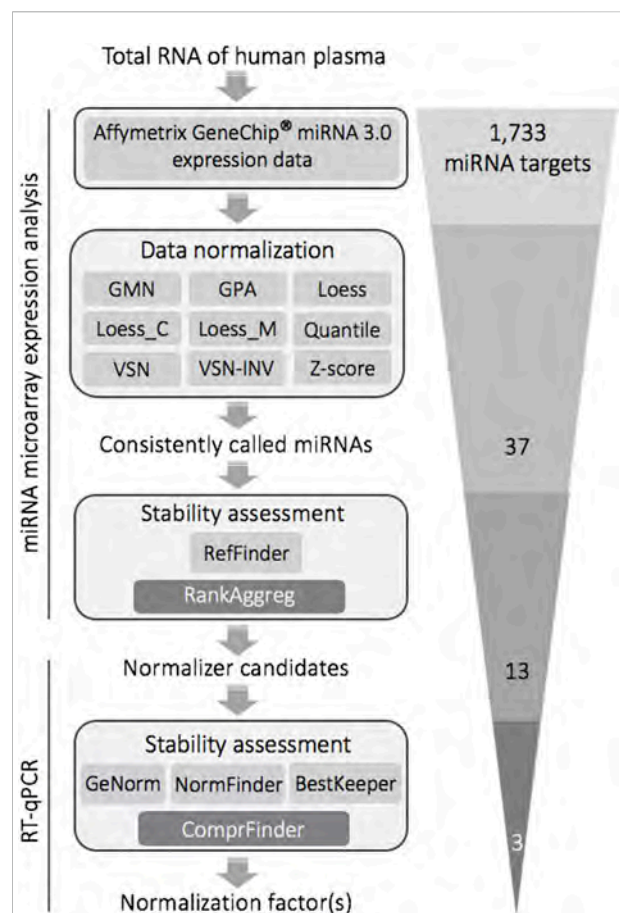 Total RNA of human plasma
miRNA microarray expression analysis
Affymetrix GeneChip® miRNA 3.0
expression data
1,733
miRNA targets
Data normalization
GMN GPA Loess
Loess_C Loess_M Quantile
VSN VSN-INV Z-score
Consistently called miRNAs
37
Stability assessment
RefFinder
RankAggreg
Normalizer candidates
13
RT-qPCR
Stability assessment
GeNorm NormFinder BestKeeper
ComprFinder
3
Normalization factor(s)